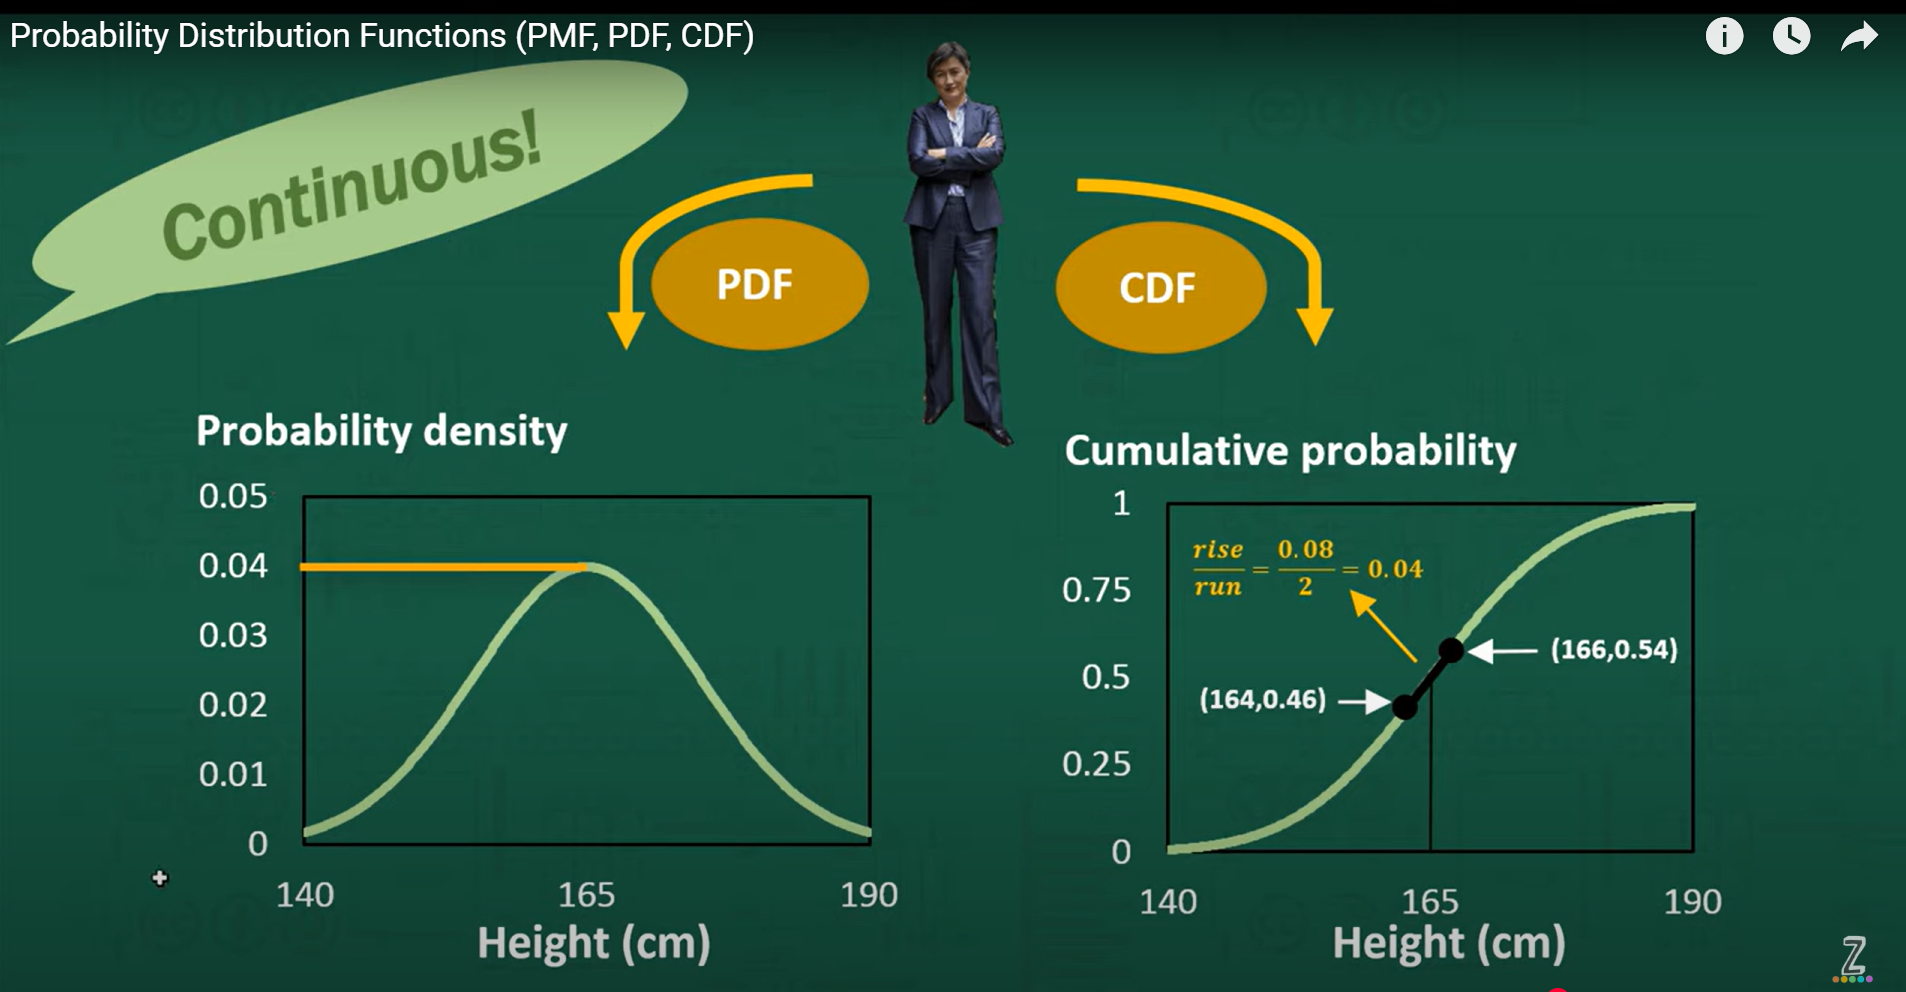 Probability Distribution Functions (PMF, PDF, CDF)
Continuous!
PDF
CDF
Probability density
0.05
0.04
0.03
0.02
0.01
0
140 165 190
Height (cm)
Cumulative probability
1
0.75
0.5
0.25
0
rise/run = 0.08/2 = 0.04
(166,0.54)
(164,0.46)
140 165 190
Height (cm)
Z